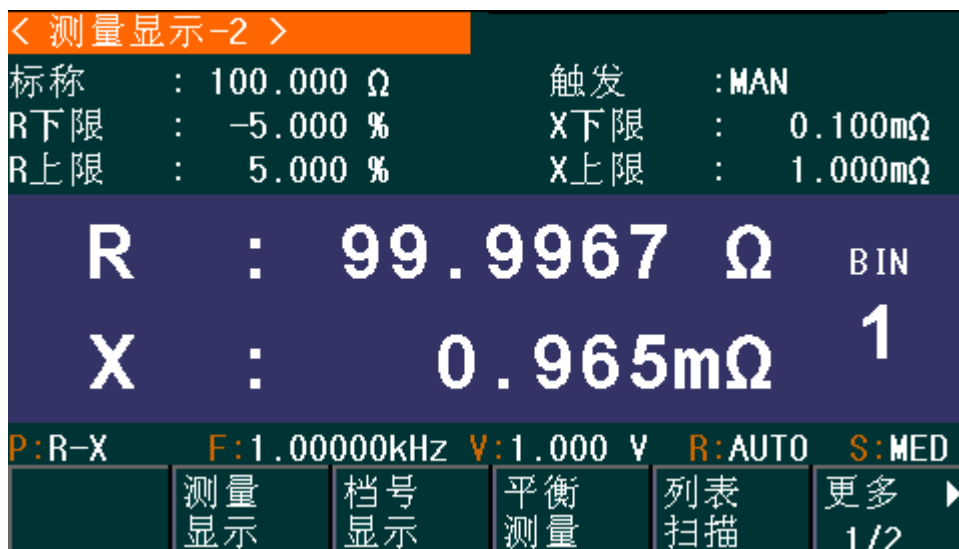 < 测量显示-2 >
标称 : 100.000 Ω 触发 :MAN
R下限 : -5.000 % X下限 : 0.100mΩ
R上限 : 5.000 % X上限 : 1.000mΩ
R : 99.9967 Ω BIN
X : 0.965mΩ 1
P:R-X F:1.00000kHz V:1.000 V R:AUTO S:MED
测量 档号 平衡 列表 更多
显示 显示 测量 扫描 1/2